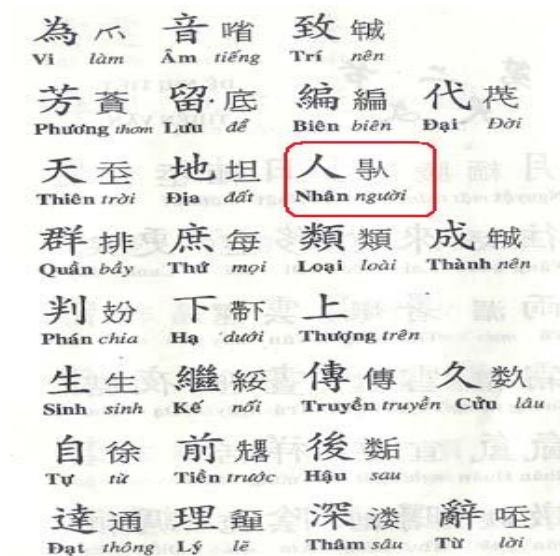 為 爫 音 㗂 致 𢧚
Vi làm Âm tiếng Trí nên
芳 留 底 編 編 代
Phương thơm Lưu để Biên biên Đại Đời
天 地 坦 人 𠊚
Thiên trời Địa đất Nhân người
群 排 庶 每 類 類 成 𢧚
Quần bầy Thứ mọi Loại loài Thành nên
判 妢 下 上
Phán chia Hạ dưới Thượng trên
生 生 繼 綏 傳 傳 久
Sinh sinh Kế nối Truyền truyền Cửu lâu
自 徐 前 後
Tự từ Tiền trước Hậu sau
達 通 理 深 溇 辭
Đạt thông Lý lẽ Thâm sâu Từ lời